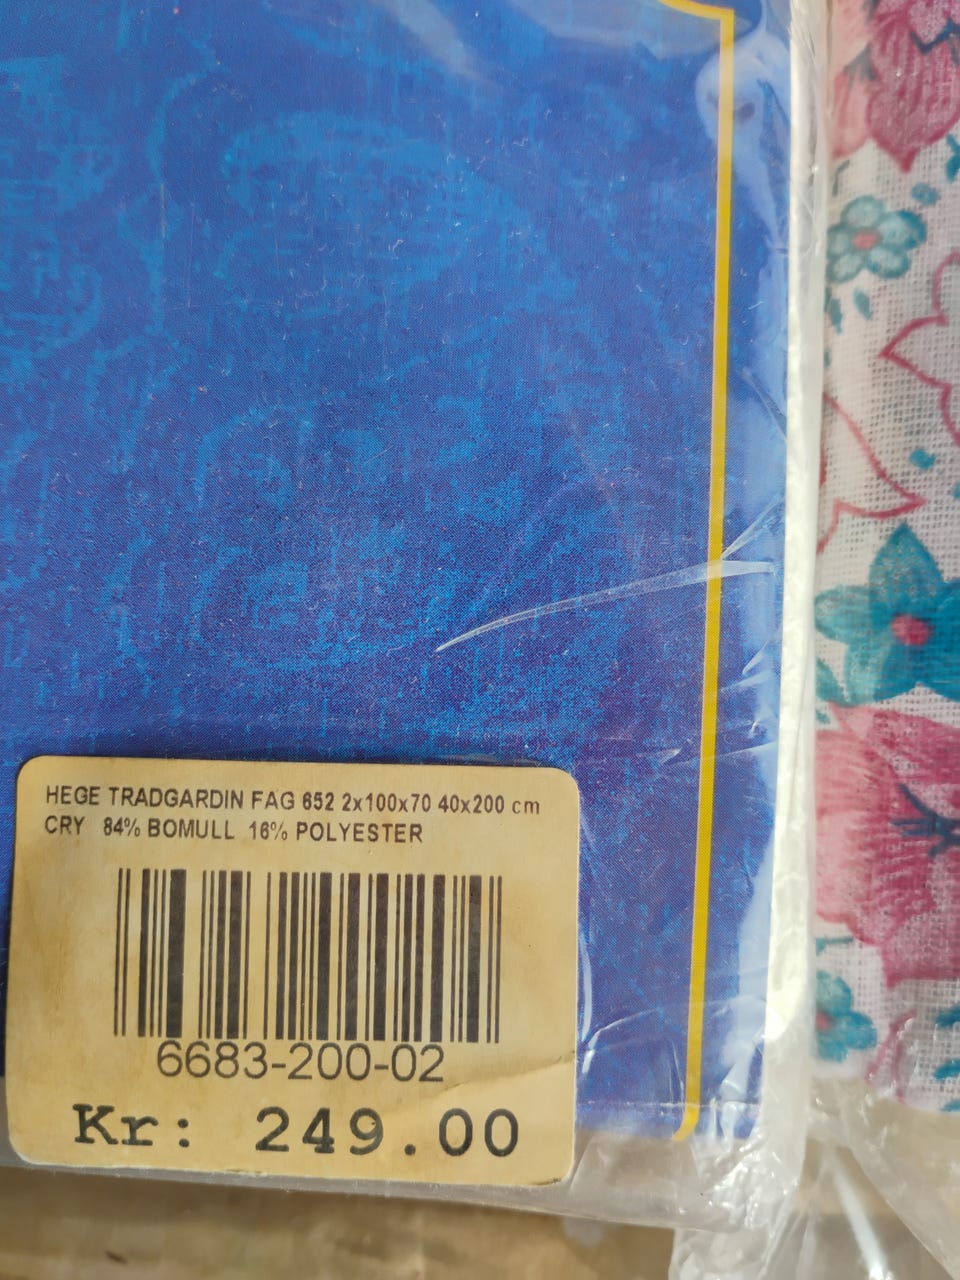 HEGE TRADGARDIN FAG 652 2x100x70 40x200 cm
CRY 84% BOMULL 16% POLYESTER
6683-200-02
Kr: 249.00